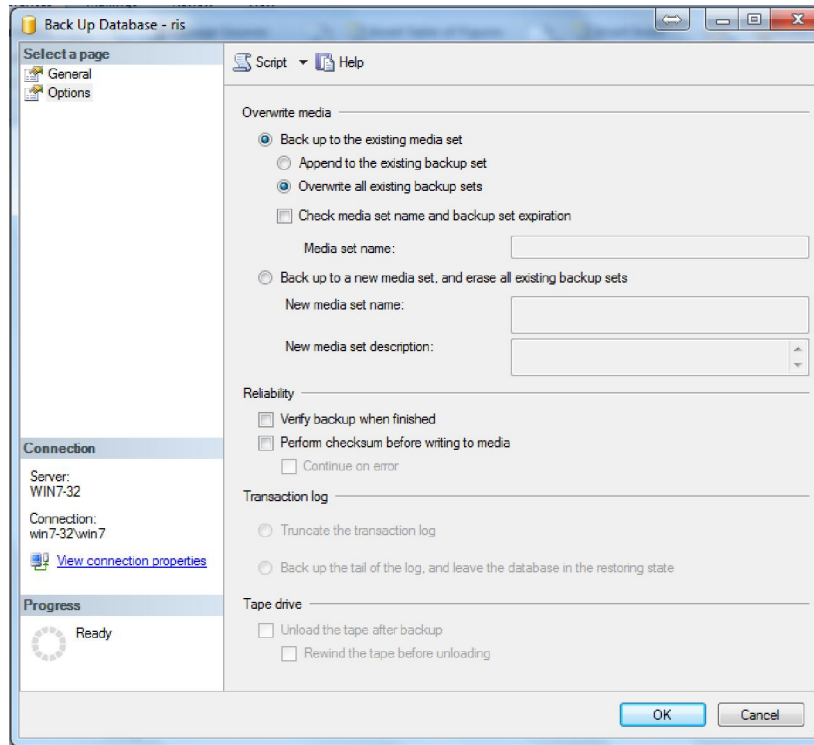 Back Up Database - ris
Select a page
General
Options
Script Help
Overwrite media
Back up to the existing media set
Append to the existing backup set
Overwrite all existing backup sets
Check media set name and backup set expiration
Media set name:
Back up to a new media set, and erase all existing backup sets
New media set name:
New media set description:
Reliability
Verify backup when finished
Perform checksum before writing to media
Continue on error
Transaction log
Truncate the transaction log
Back up the tail of the log, and leave the database in the restoring state
Tape drive
Unload the tape after backup
Rewind the tape before unloading
Connection
Server:
WIN7-32
Connection:
win7-32\win7
View connection properties
Progress
Ready
OK Cancel